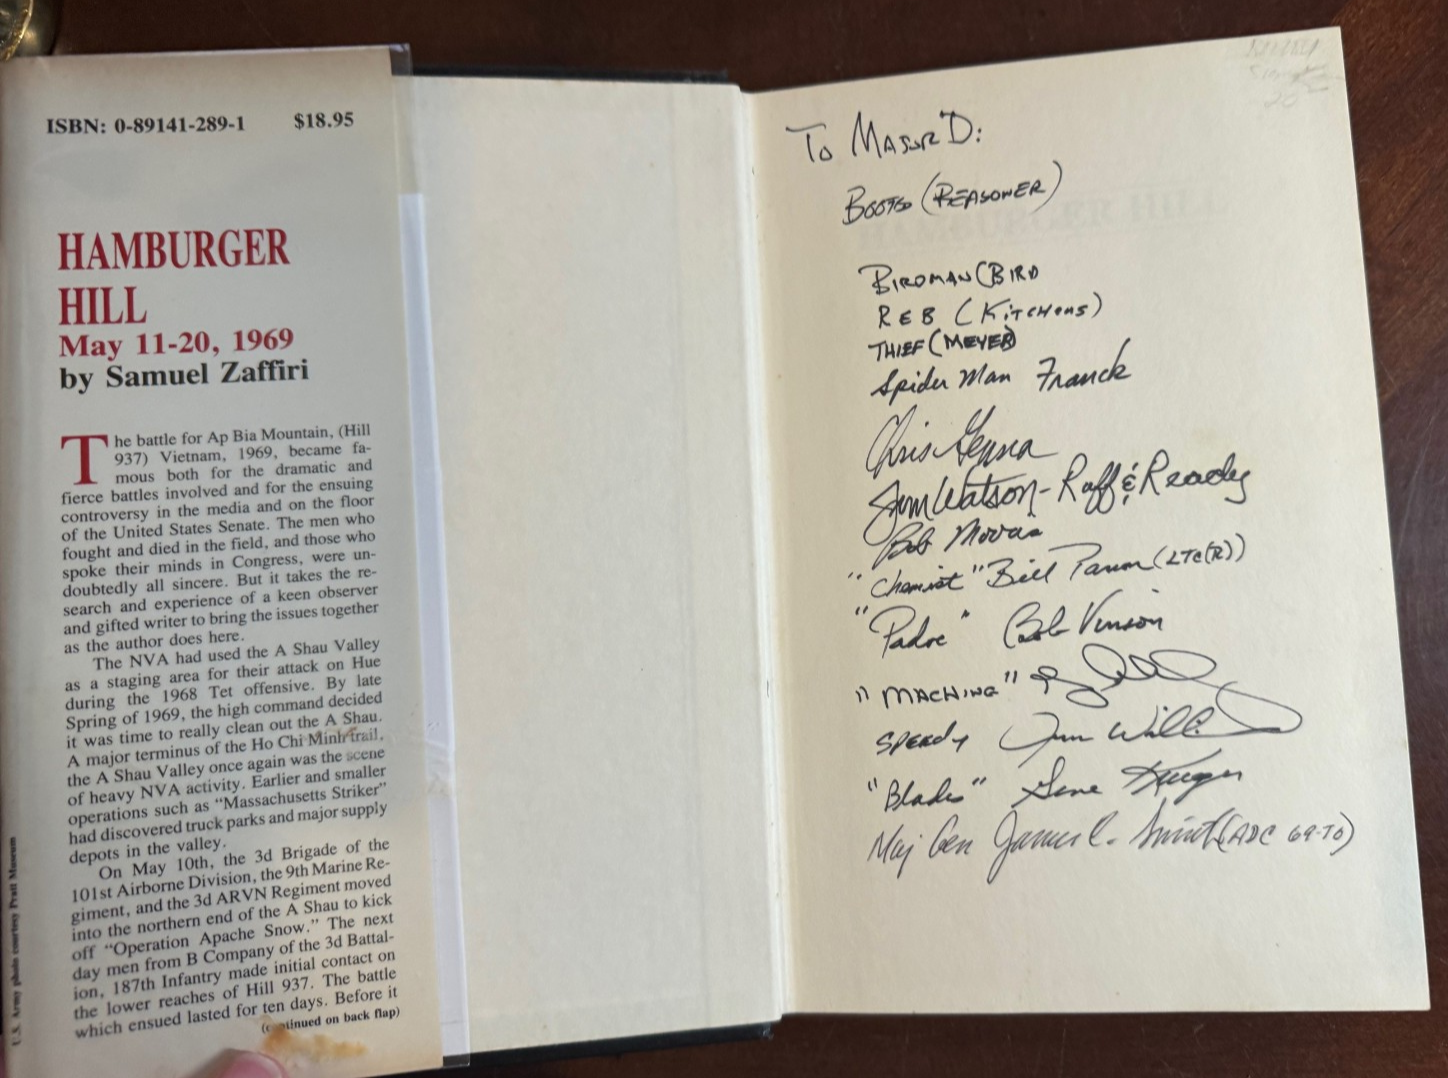 ISBN: 0-89141-289-1 $18.95
HAMBURGER
HILL
May 11-20, 1969
by Samuel Zaffiri
The battle for Ap Bia Mountain, (Hill
937) Vietnam, 1969, became fa-
mous both for the dramatic and
fierce battles involved and for the ensuing
controversy in the media and on the floor
of the United States Senate. The men who
fought and died in the field, and those who
spoke their minds in Congress, were un-
doubtedly all sincere. But it takes the re-
search and experience of a keen observer
and gifted writer to bring the issues together
as the author does here.
The NVA had used the A Shau Valley
as a staging area for their attack on Hue
during the 1968 Tet offensive. By late
Spring of 1969, the high command decided
it was time to really clean out the A Shau.
A major terminus of the Ho Chi Minh trail,
the A Shau Valley once again was the scene
of heavy NVA activity. Earlier and smaller
operations such as “Massachusetts Striker”
had discovered truck parks and major supply
depots in the valley.
On May 10th, the 3d Brigade of the
101st Airborne Division, the 9th Marine Re-
giment, and the 3d ARVN Regiment moved
into the northern end of the A Shau to kick
off “Operation Apache Snow.” The next
day men from B Company of the 3d Battal-
ion, 187th Infantry made initial contact on
the lower reaches of Hill 937. The battle
which ensued lasted for ten days. Before it
(continued on back flap)
U.S. Army photo courtesy Pratt Museum
To MASUR D:
(REASONER)
BIRDMAN (BIRD
REB (KITCHENS)
THIEF (MEYER)
Spider Man Franck
Chris Genna
Jim Watson - Ruff & Ready
Bob
"Chemist" Bill (LTC(R))
"Padre" Bob Vinson
"MACHINE"
SPEEDY Jim
"Blades" Gene Kruger
Maj Gen James C. Smith (ADC 69-70)
HAMBURGER HILL